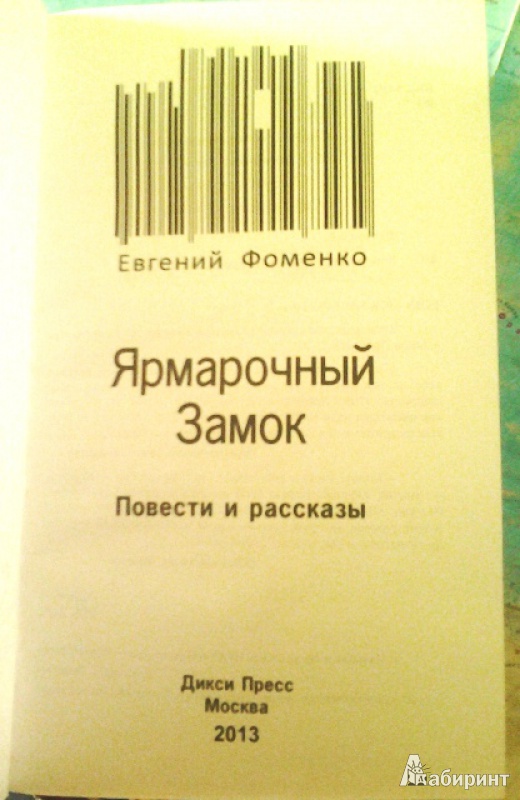 Евгений Фоменко
Ярмарочный
Замок
Повести и рассказы
Дикси Пресс
Москва
2013
Лабиринт